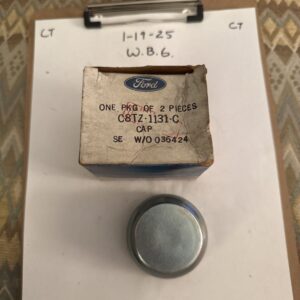 CT
1-19-25
CT
W.B.G.
Ford
ONE PKG OF 2 PIECES
C8TZ-1131-C
CAP
SE W/O 036424